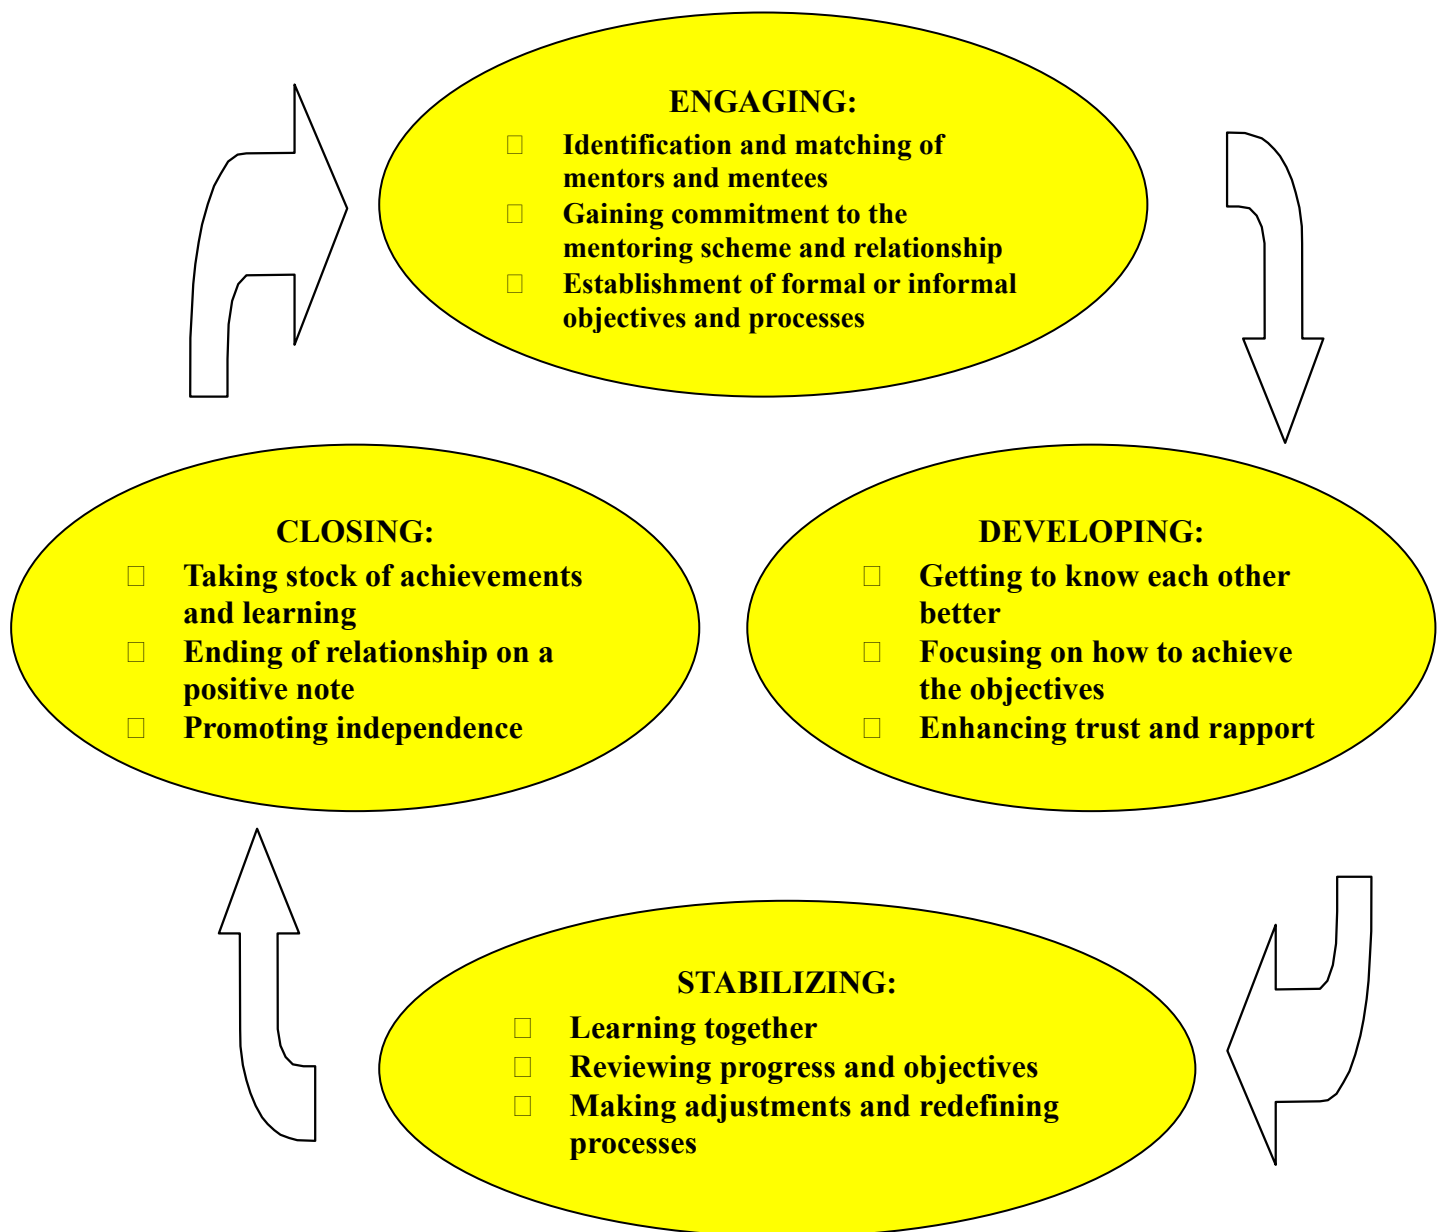 ENGAGING:
□ Identification and matching of
mentors and mentees
□ Gaining commitment to the
mentoring scheme and relationship
□ Establishment of formal or informal
objectives and processes
CLOSING:
□ Taking stock of achievements
and learning
□ Ending of relationship on a
positive note
□ Promoting independence
DEVELOPING:
□ Getting to know each other
better
□ Focusing on how to achieve
the objectives
□ Enhancing trust and rapport
STABILIZING:
□ Learning together
□ Reviewing progress and objectives
□ Making adjustments and redefining
processes